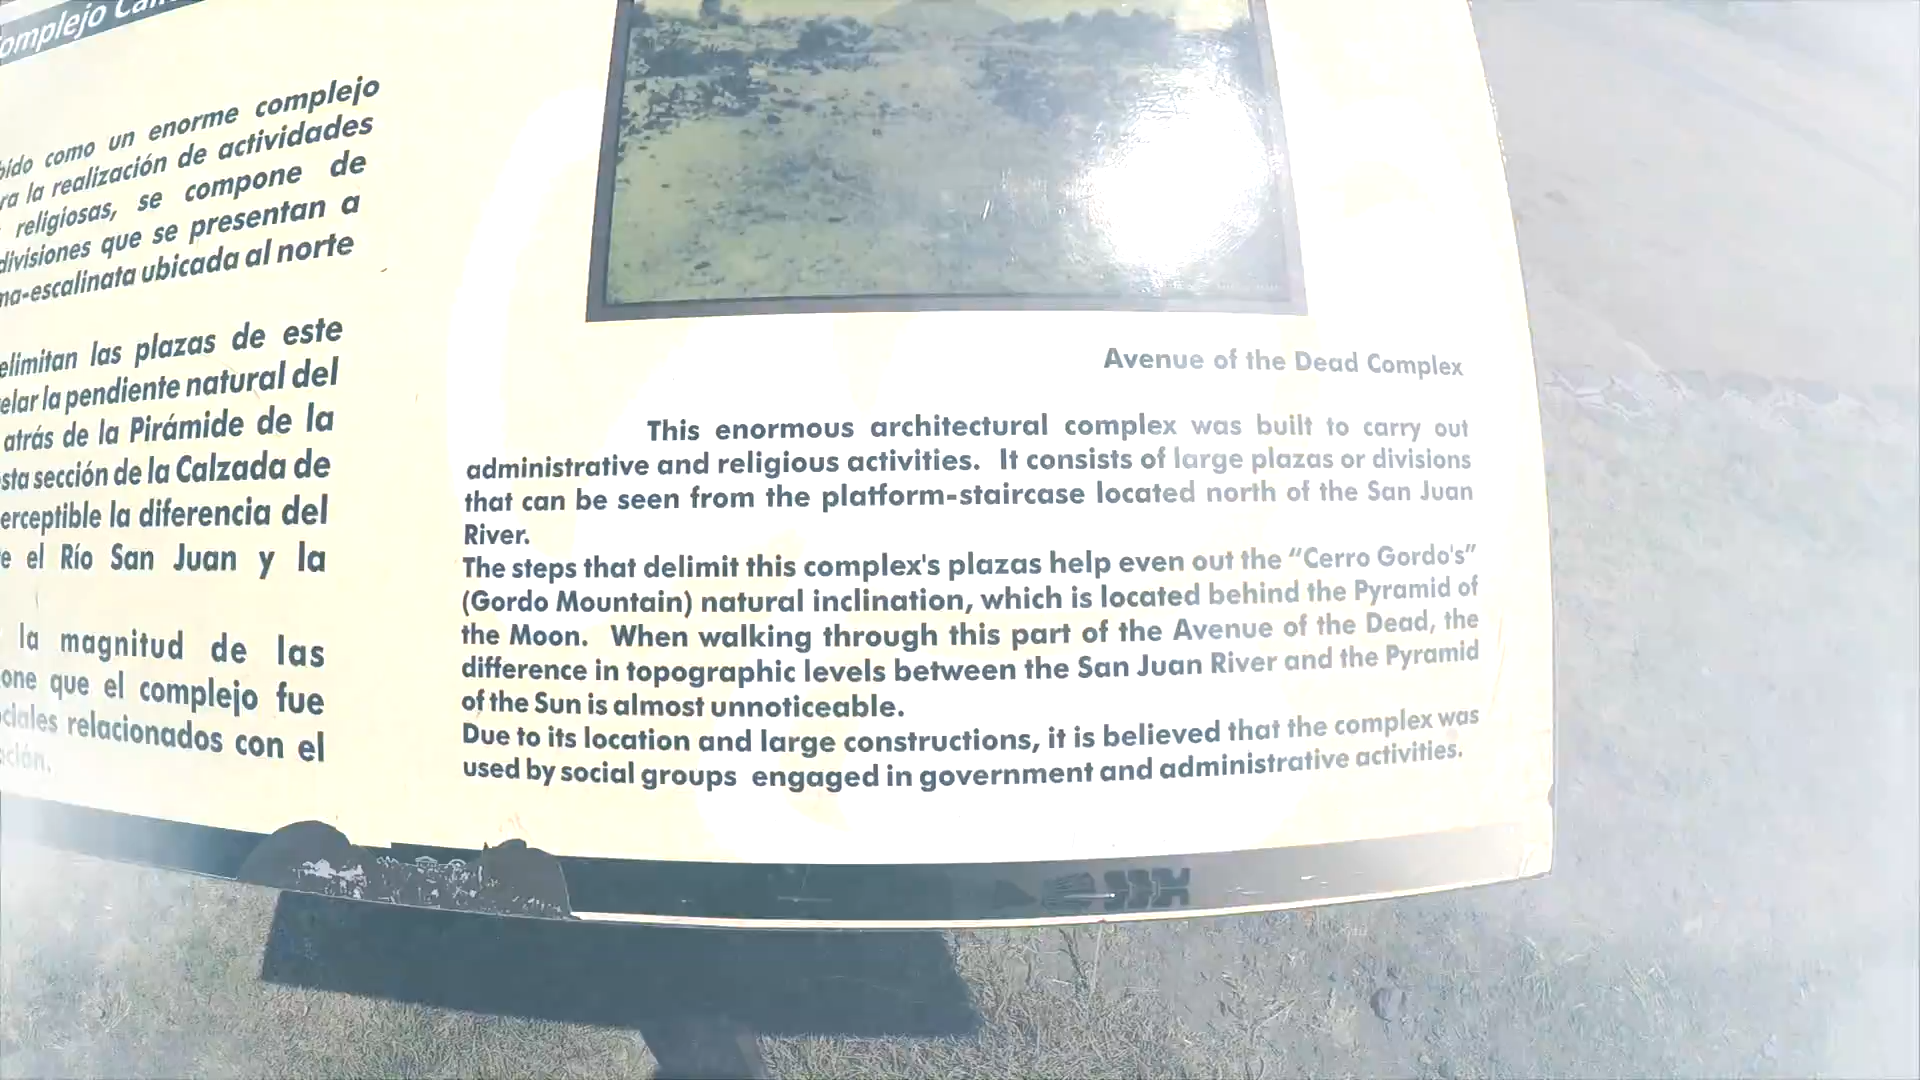 omplejo
enorme complejo
como un
la realización de actividades
religiosas, se compone de
divisiones que se presentan a
-escalinata ubicada al norte
elimitan las plazas de este
elar la pendiente natural del
atrás de la Pirámide de la
sta sección de la Calzada de
erceptible la diferencia del
e el Río San Juan y la
la magnitud de las
one que el complejo fue
ciales relacionados con el
ción.
Avenue of the Dead Complex
This enormous architectural complex was built to carry out
administrative and religious activities. It consists of large plazas or divisions
that can be seen from the platform-staircase located north of the San Juan
River.
The steps that delimit this complex's plazas help even out the “Cerro Gordo's”
(Gordo Mountain) natural inclination, which is located behind the Pyramid of
the Moon. When walking through this part of the Avenue of the Dead, the
difference in topographic levels between the San Juan River and the Pyramid
of the Sun is almost unnoticeable.
Due to its location and large constructions, it is believed that the complex was
used by social groups engaged in government and administrative activities.